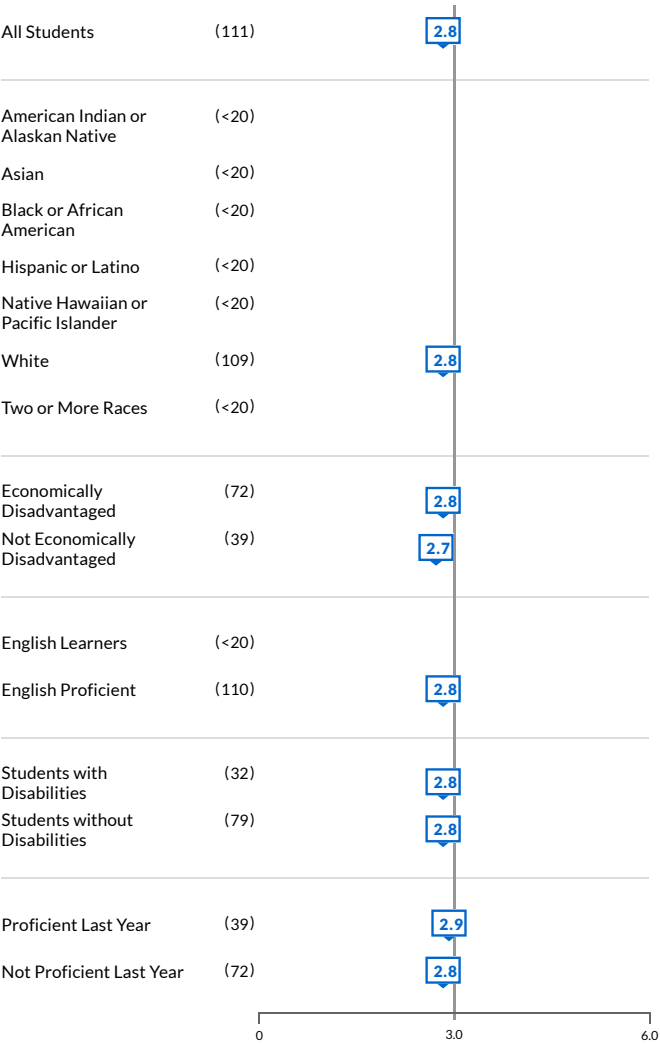 All Students (111) 2.8
American Indian or (<20)
Alaskan Native
Asian (<20)
Black or African (<20)
American
Hispanic or Latino (<20)
Native Hawaiian or (<20)
Pacific Islander
White (109) 2.8
Two or More Races (<20)
Economically (72) 2.8
Disadvantaged
Not Economically (39) 2.7
Disadvantaged
English Learners (<20)
English Proficient (110) 2.8
Students with (32) 2.8
Disabilities
Students without (79) 2.8
Disabilities
Proficient Last Year (39) 2.9
Not Proficient Last Year (72) 2.8
0 3.0 6.0